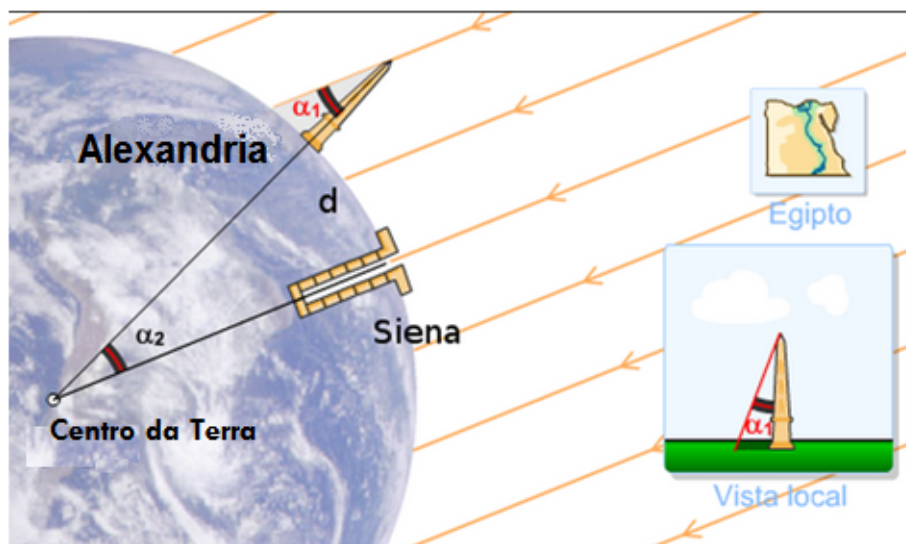 α1
Alexandria
d
Egipto
Siena
α2
Centro da Terra
α1
Vista local